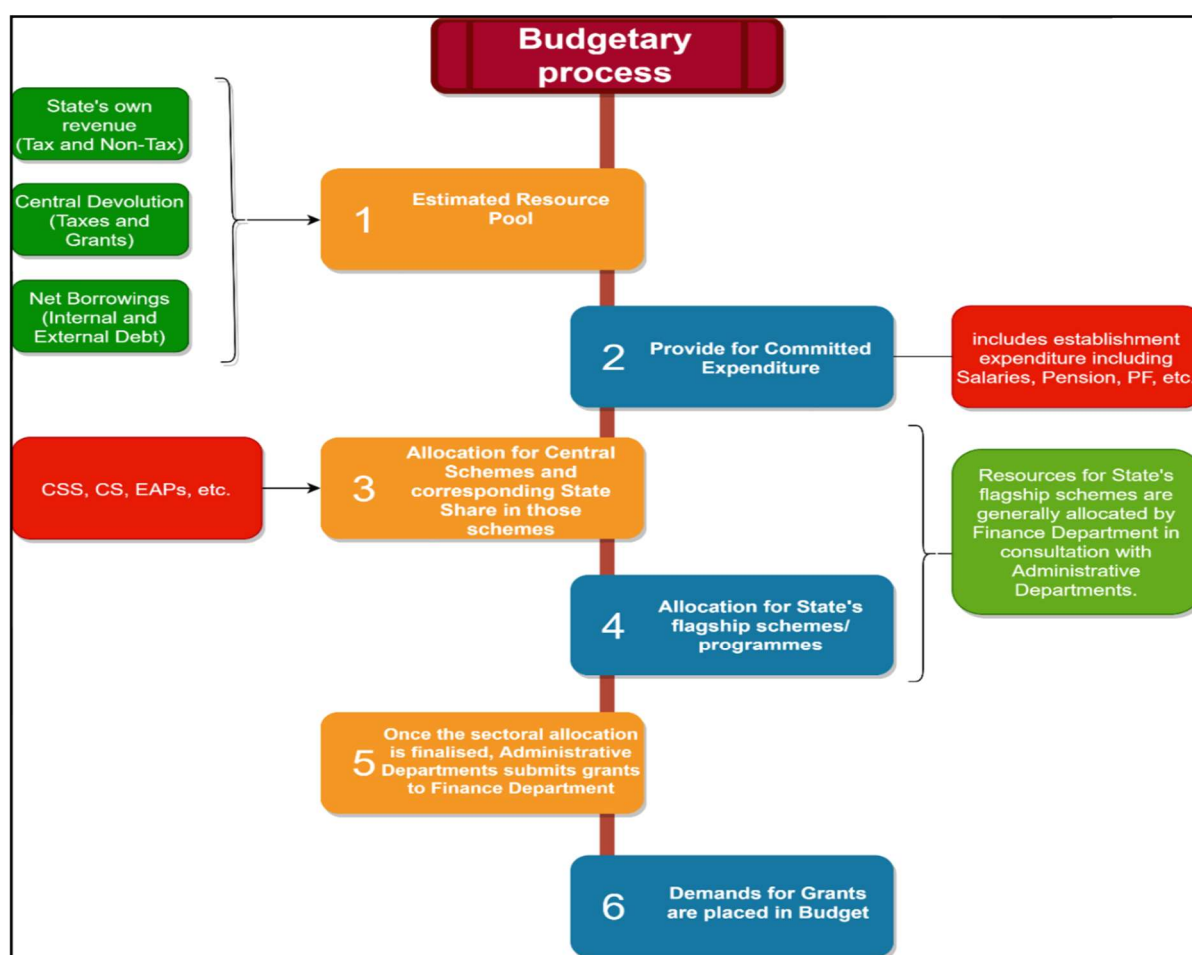 Budgetary
process
State's own
revenue
(Tax and Non-Tax)
Central Devolution
(Taxes and
Grants)
Net Borrowings
(Internal and
External Debt)
1
Estimated Resource
Pool
2
Provide for Committed
Expenditure
includes establishment
expenditure including
Salaries, Pension, PF, etc.
CSS, CS, EAPs, etc.
3
Allocation for Central
Schemes and
corresponding State
Share in those
schemes
4
Allocation for State's
flagship schemes/
programmes
Resources for State's
flagship schemes are
generally allocated by
Finance Department in
consultation with
Administrative
Departments.
5
Once the sectoral allocation
is finalised, Administrative
Departments submits grants
to Finance Department
6
Demands for Grants
are placed in Budget